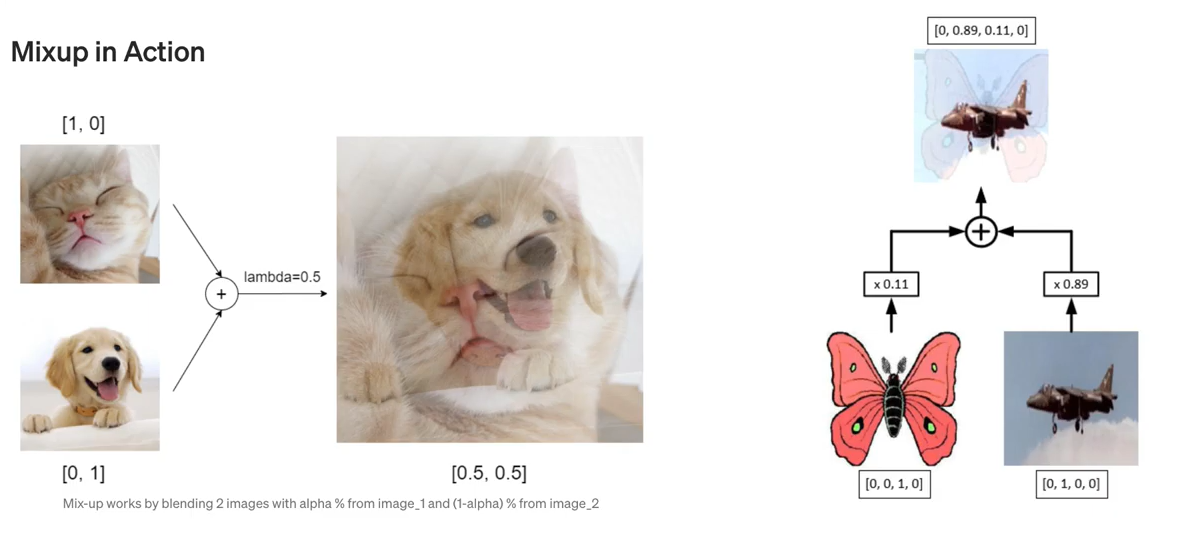 Mixup in Action
[1, 0]
lambda=0.5
[0, 1]
[0.5, 0.5]
Mix-up works by blending 2 images with alpha % from image_1 and (1-alpha) % from image_2
[0, 0.89, 0.11, 0]
x 0.11
x 0.89
[0, 0, 1, 0]
[0, 1, 0, 0]